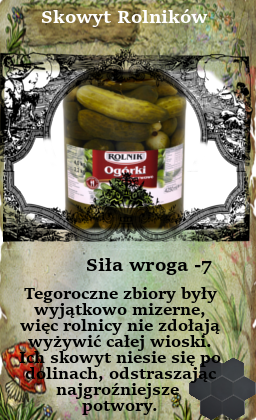 Skowyt Rolników
ROLNIK
Ogórki
Siła wroga -7
Tegoroczne zbiory były
wyjątkowo mizerne,
więc rolnicy nie zdołają
wyżywić całej wioski.
Ich skowyt niesie się po
dolinach, odstraszając
najgroźniejsze
potwory.